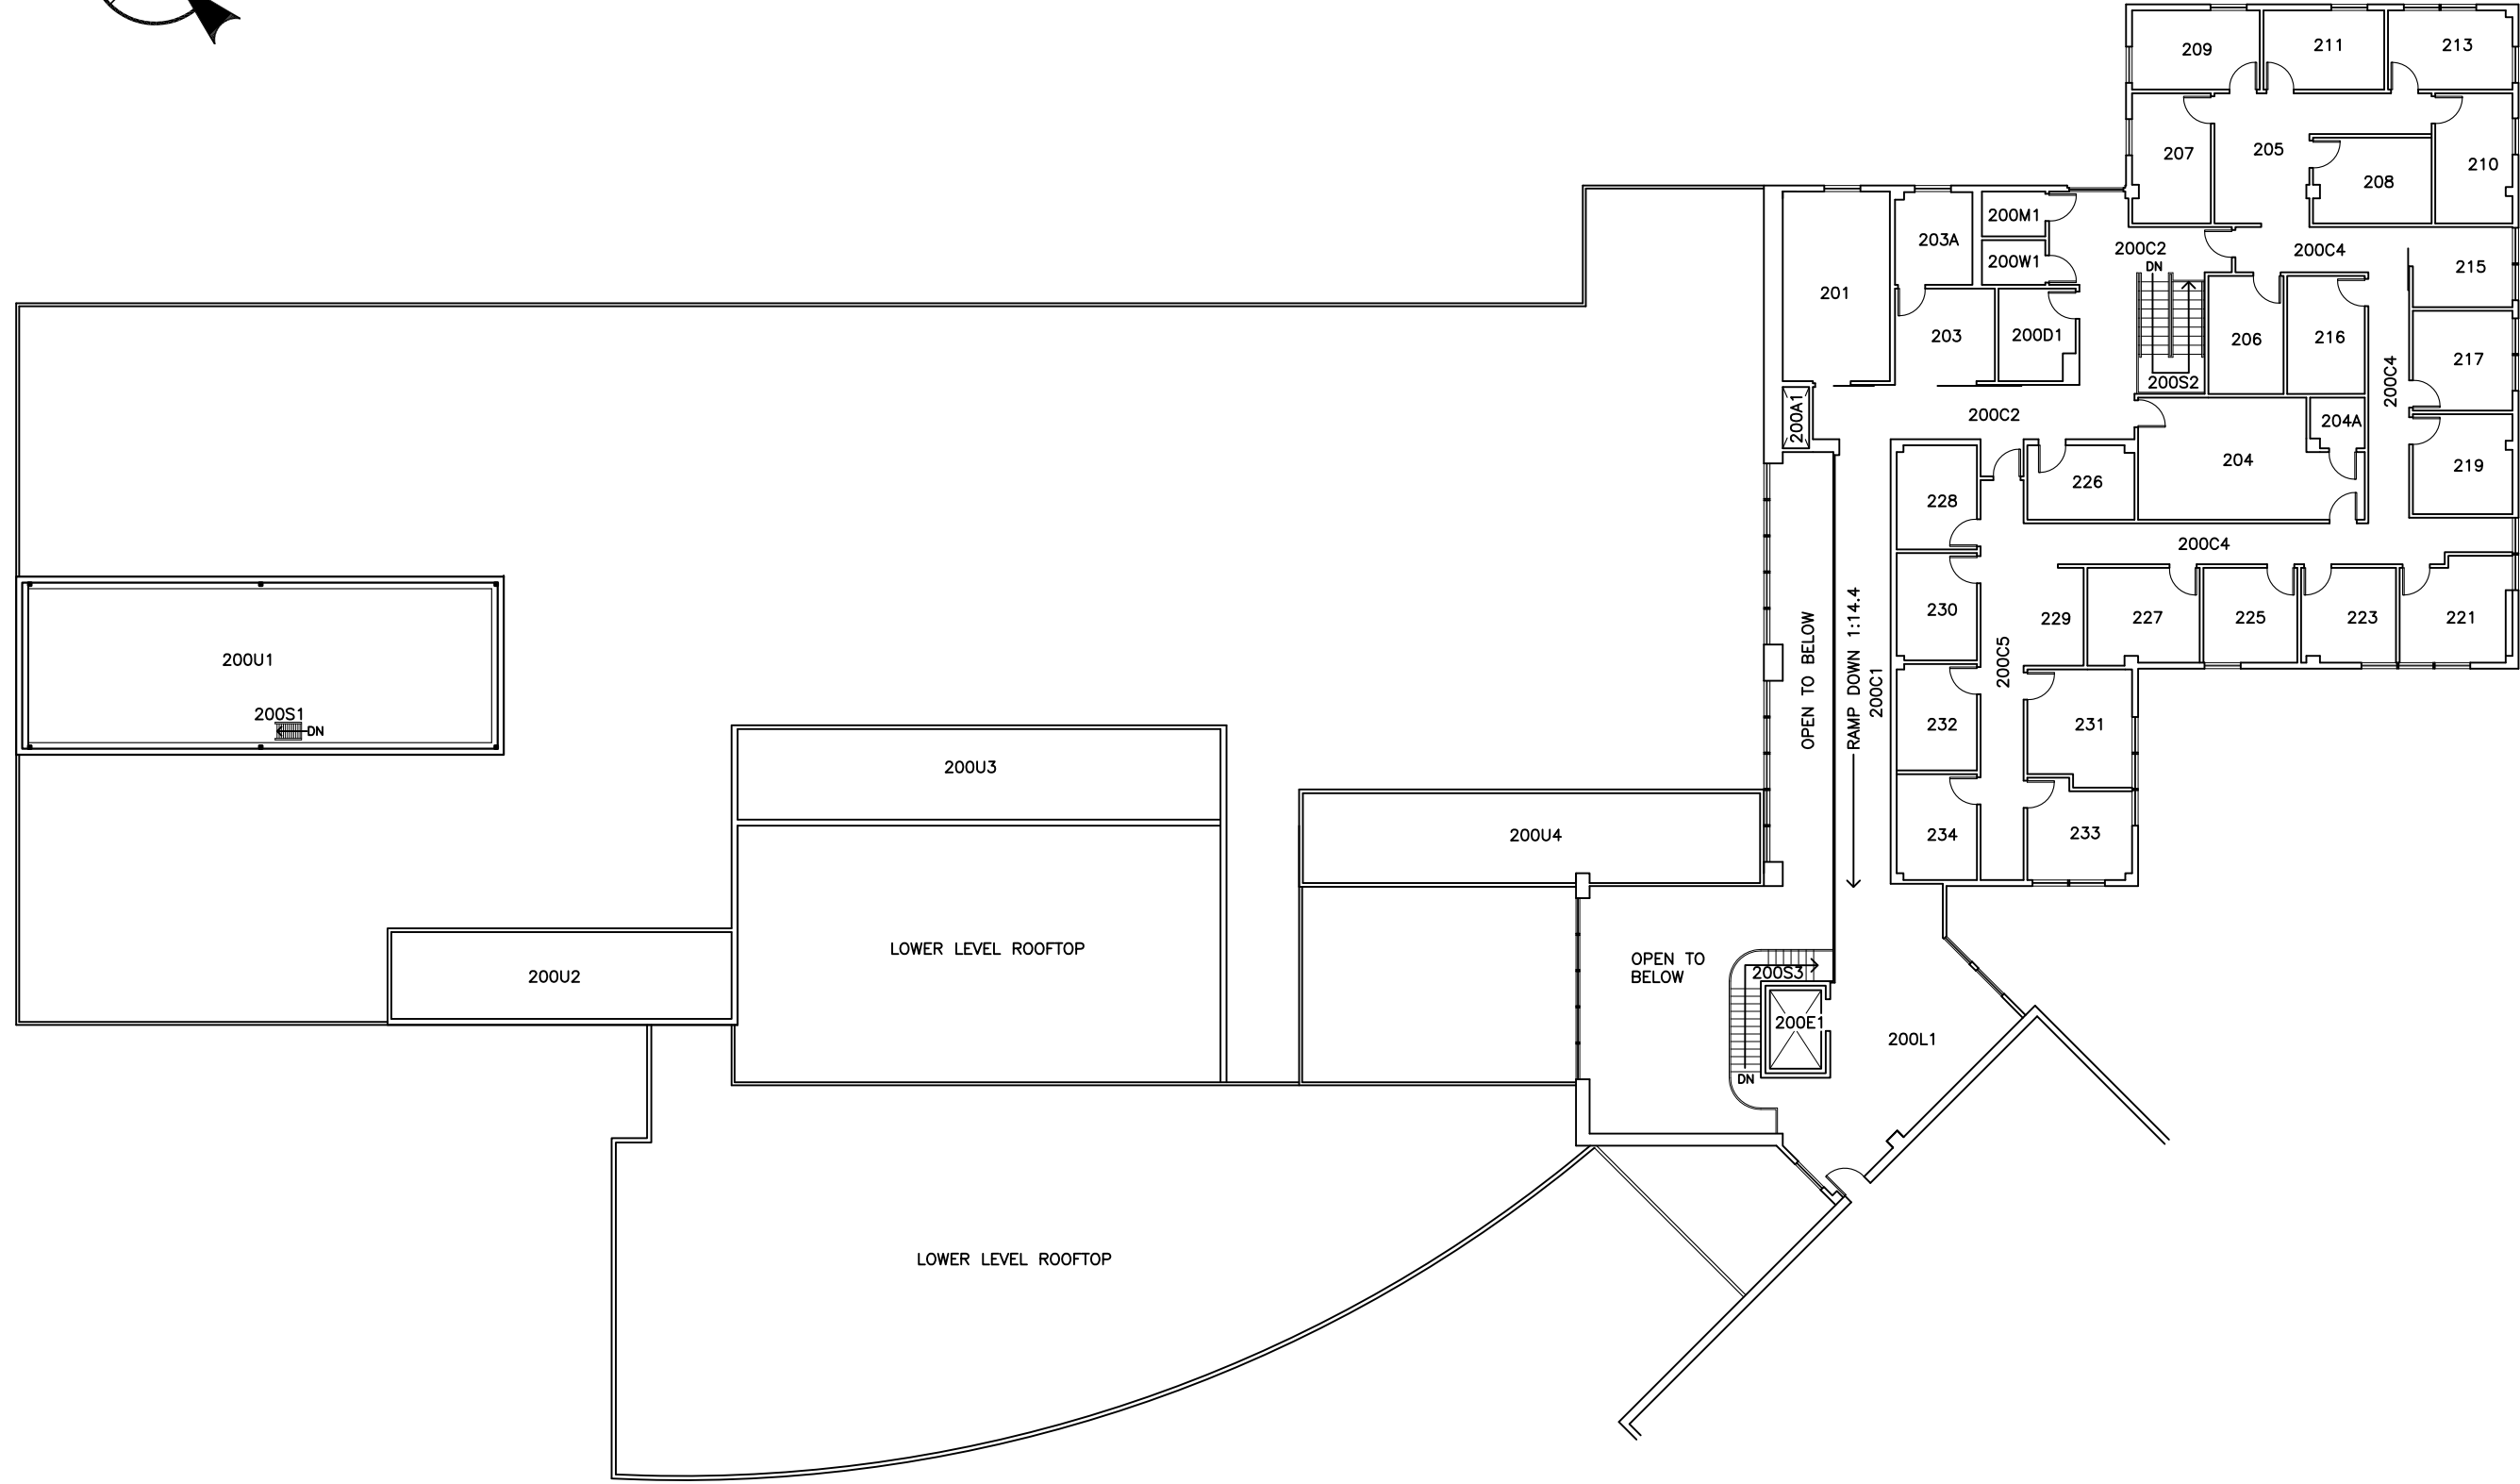 209
211
213
207
205
208
210
200M1
203A
200W1
200C2
DN
200C4
215
201
203
200D1
206
216
217
200C4
200S2
200A1
200C2
204A
204
219
228
226
200C4
230
229
227
225
223
221
OPEN TO BELOW
RAMP DOWN 1:14.4
200C1
200C5
200U1
200S1
DN
232
231
200U3
200U4
234
233
LOWER LEVEL ROOFTOP
200U2
OPEN TO
BELOW
200S3
200E1
200L1
DN
LOWER LEVEL ROOFTOP